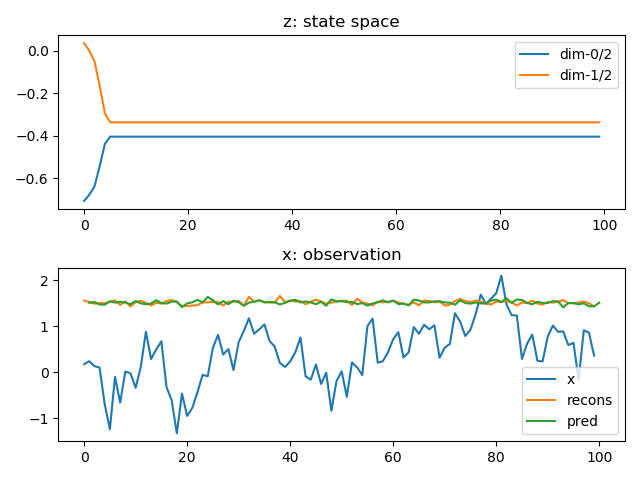 z: state space
0.0
−0.2
−0.4
−0.6
dim-0/2
dim-1/2
0 20 40 60 80 100
x: observation
2
1
0
−1
x
recons
pred
0 20 40 60 80 100